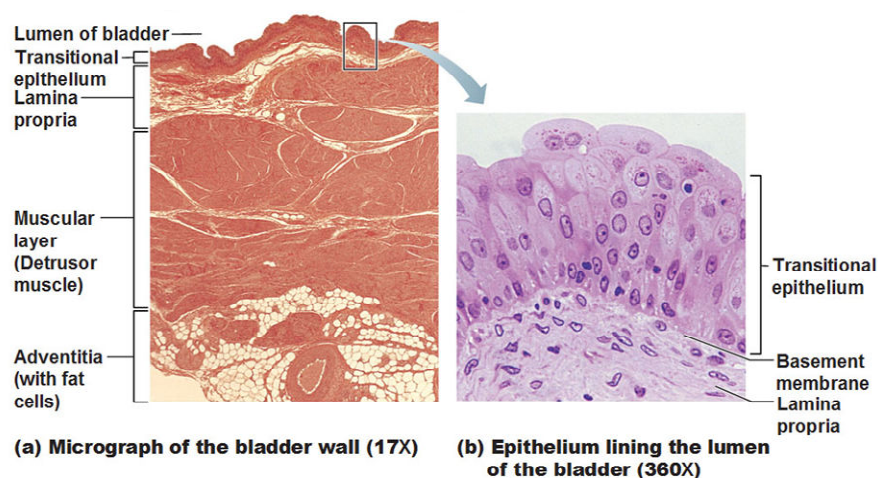 Lumen of bladder
Transitional
epithellum
Lamina
propria
Muscular
layer
(Detrusor
muscle)
Adventitia
(with fat
cells)
Transitional
epithelium
Basement
membrane
Lamina
propria
(a) Micrograph of the bladder wall (17X)
(b) Epithelium lining the lumen
of the bladder (360X)